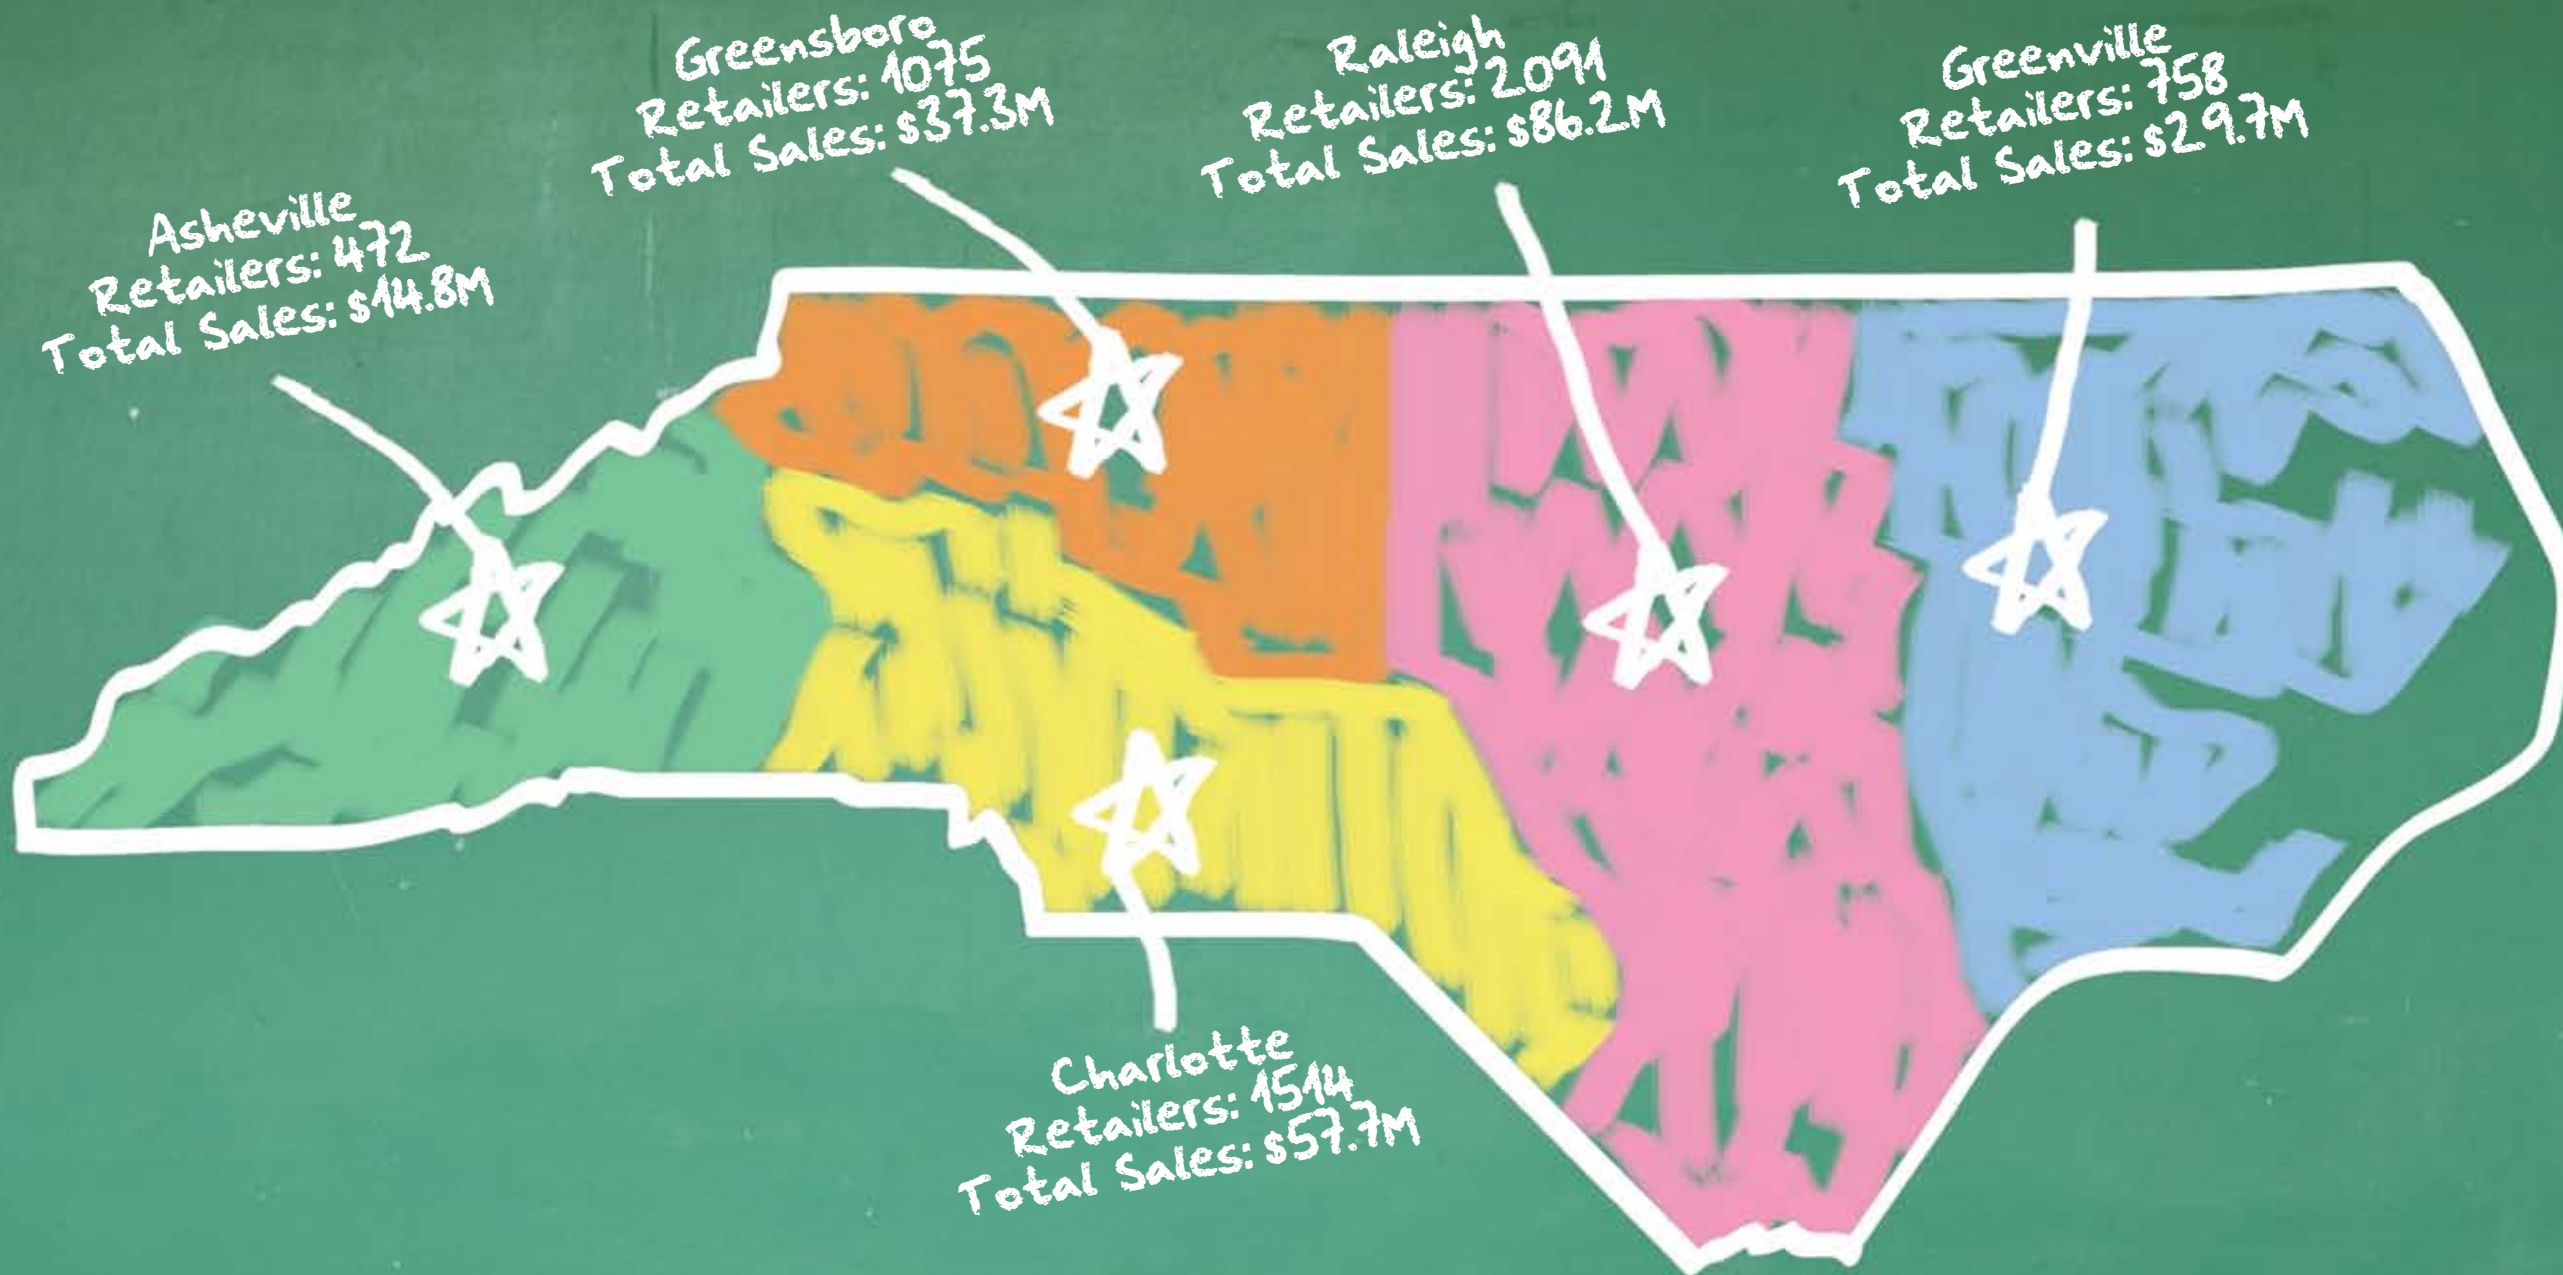 Greensboro
Retailers: 1075
Total Sales: $37.3M
Raleigh
Retailers: 2091
Total Sales: $86.2M
Greenville
Retailers: 758
Total Sales: $29.7M
Asheville
Retailers: 472
Total Sales: $14.8M
Charlotte
Retailers: 1514
Total Sales: $57.7M